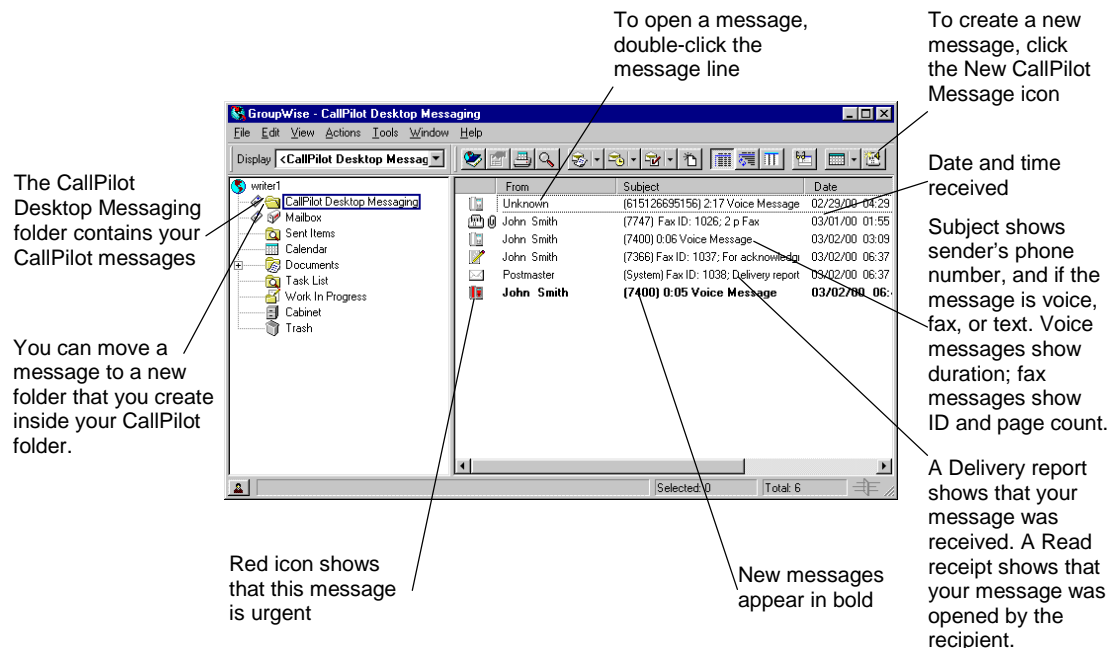 To open a message,
double-click the
message line
To create a new
message, click
the New CallPilot
Message icon
GroupWise - CallPilot Desktop Messaging
File Edit View Actions Tools Window Help
Display <CallPilot Desktop Messag
The CallPilot
Desktop Messaging
folder contains your
CallPilot messages
You can move a
message to a new
folder that you create
inside your CallPilot
folder.
writer1
CallPilot Desktop Messaging
Mailbox
Sent Items
Calendar
Documents
Task List
Work In Progress
Cabinet
Trash
From Subject Date
Unknown (615126695156) 2:17 Voice Message 02/29/00 04:29
John Smith (7747) Fax ID: 1026; 2 p Fax 03/01/00 01:55
John Smith (7400) 0:06 Voice Message 03/02/00 03:09
John Smith (7366) Fax ID: 1037; For acknowledgr 03/02/00 06:37
Postmaster (System) Fax ID: 1038; Delivery report 03/02/00 06:37
John Smith (7400) 0:05 Voice Message 03/02/00 06:
Selected: 0 Total: 6
Date and time
received
Subject shows
sender's phone
number, and if the
message is voice,
fax, or text. Voice
messages show
duration; fax
messages show
ID and page count.
A Delivery report
shows that your
message was
received. A Read
receipt shows that
your message was
opened by the
recipient.
Red icon shows
that this message
is urgent
New messages
appear in bold